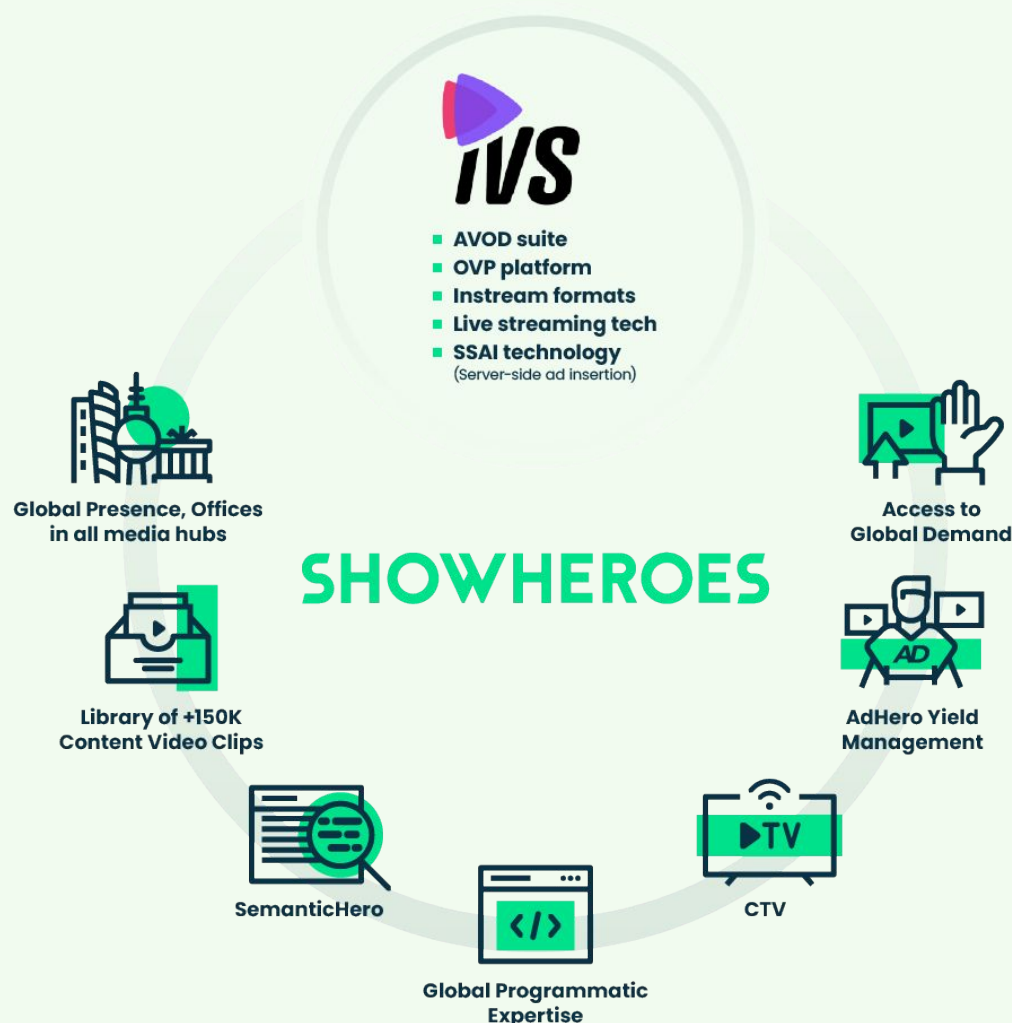 IVS
AVOD suite
OVP platform
Instream formats
Live streaming tech
SSAI technology
(Server-side ad insertion)
Global Presence, Offices
in all media hubs
Access to
Global Demand
SHOWHEROES
Library of +150K
Content Video Clips
AD
AdHero Yield
Management
SemanticHero
TV
CTV
</>
Global Programmatic
Expertise